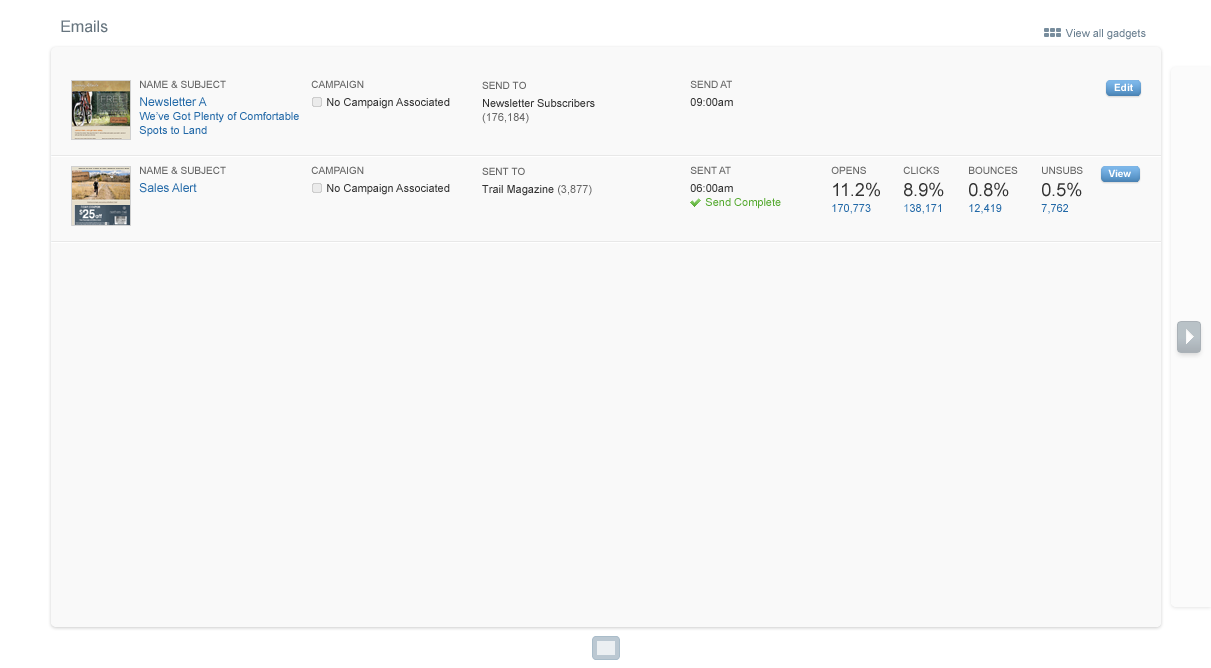 Emails
View all gadgets
NAME & SUBJECT
CAMPAIGN
SEND TO
SEND AT
Newsletter A
We've Got Plenty of Comfortable
Spots to Land
No Campaign Associated
Newsletter Subscribers
(176,184)
09:00am
Edit
FREE
NAME & SUBJECT
CAMPAIGN
SENT TO
SENT AT
OPENS
CLICKS
BOUNCES
UNSUBS
Sales Alert
No Campaign Associated
Trail Magazine (3,877)
06:00am
Send Complete
11.2%
8.9%
0.8%
0.5%
170,773
138,171
12,419
7,762
View
$25off